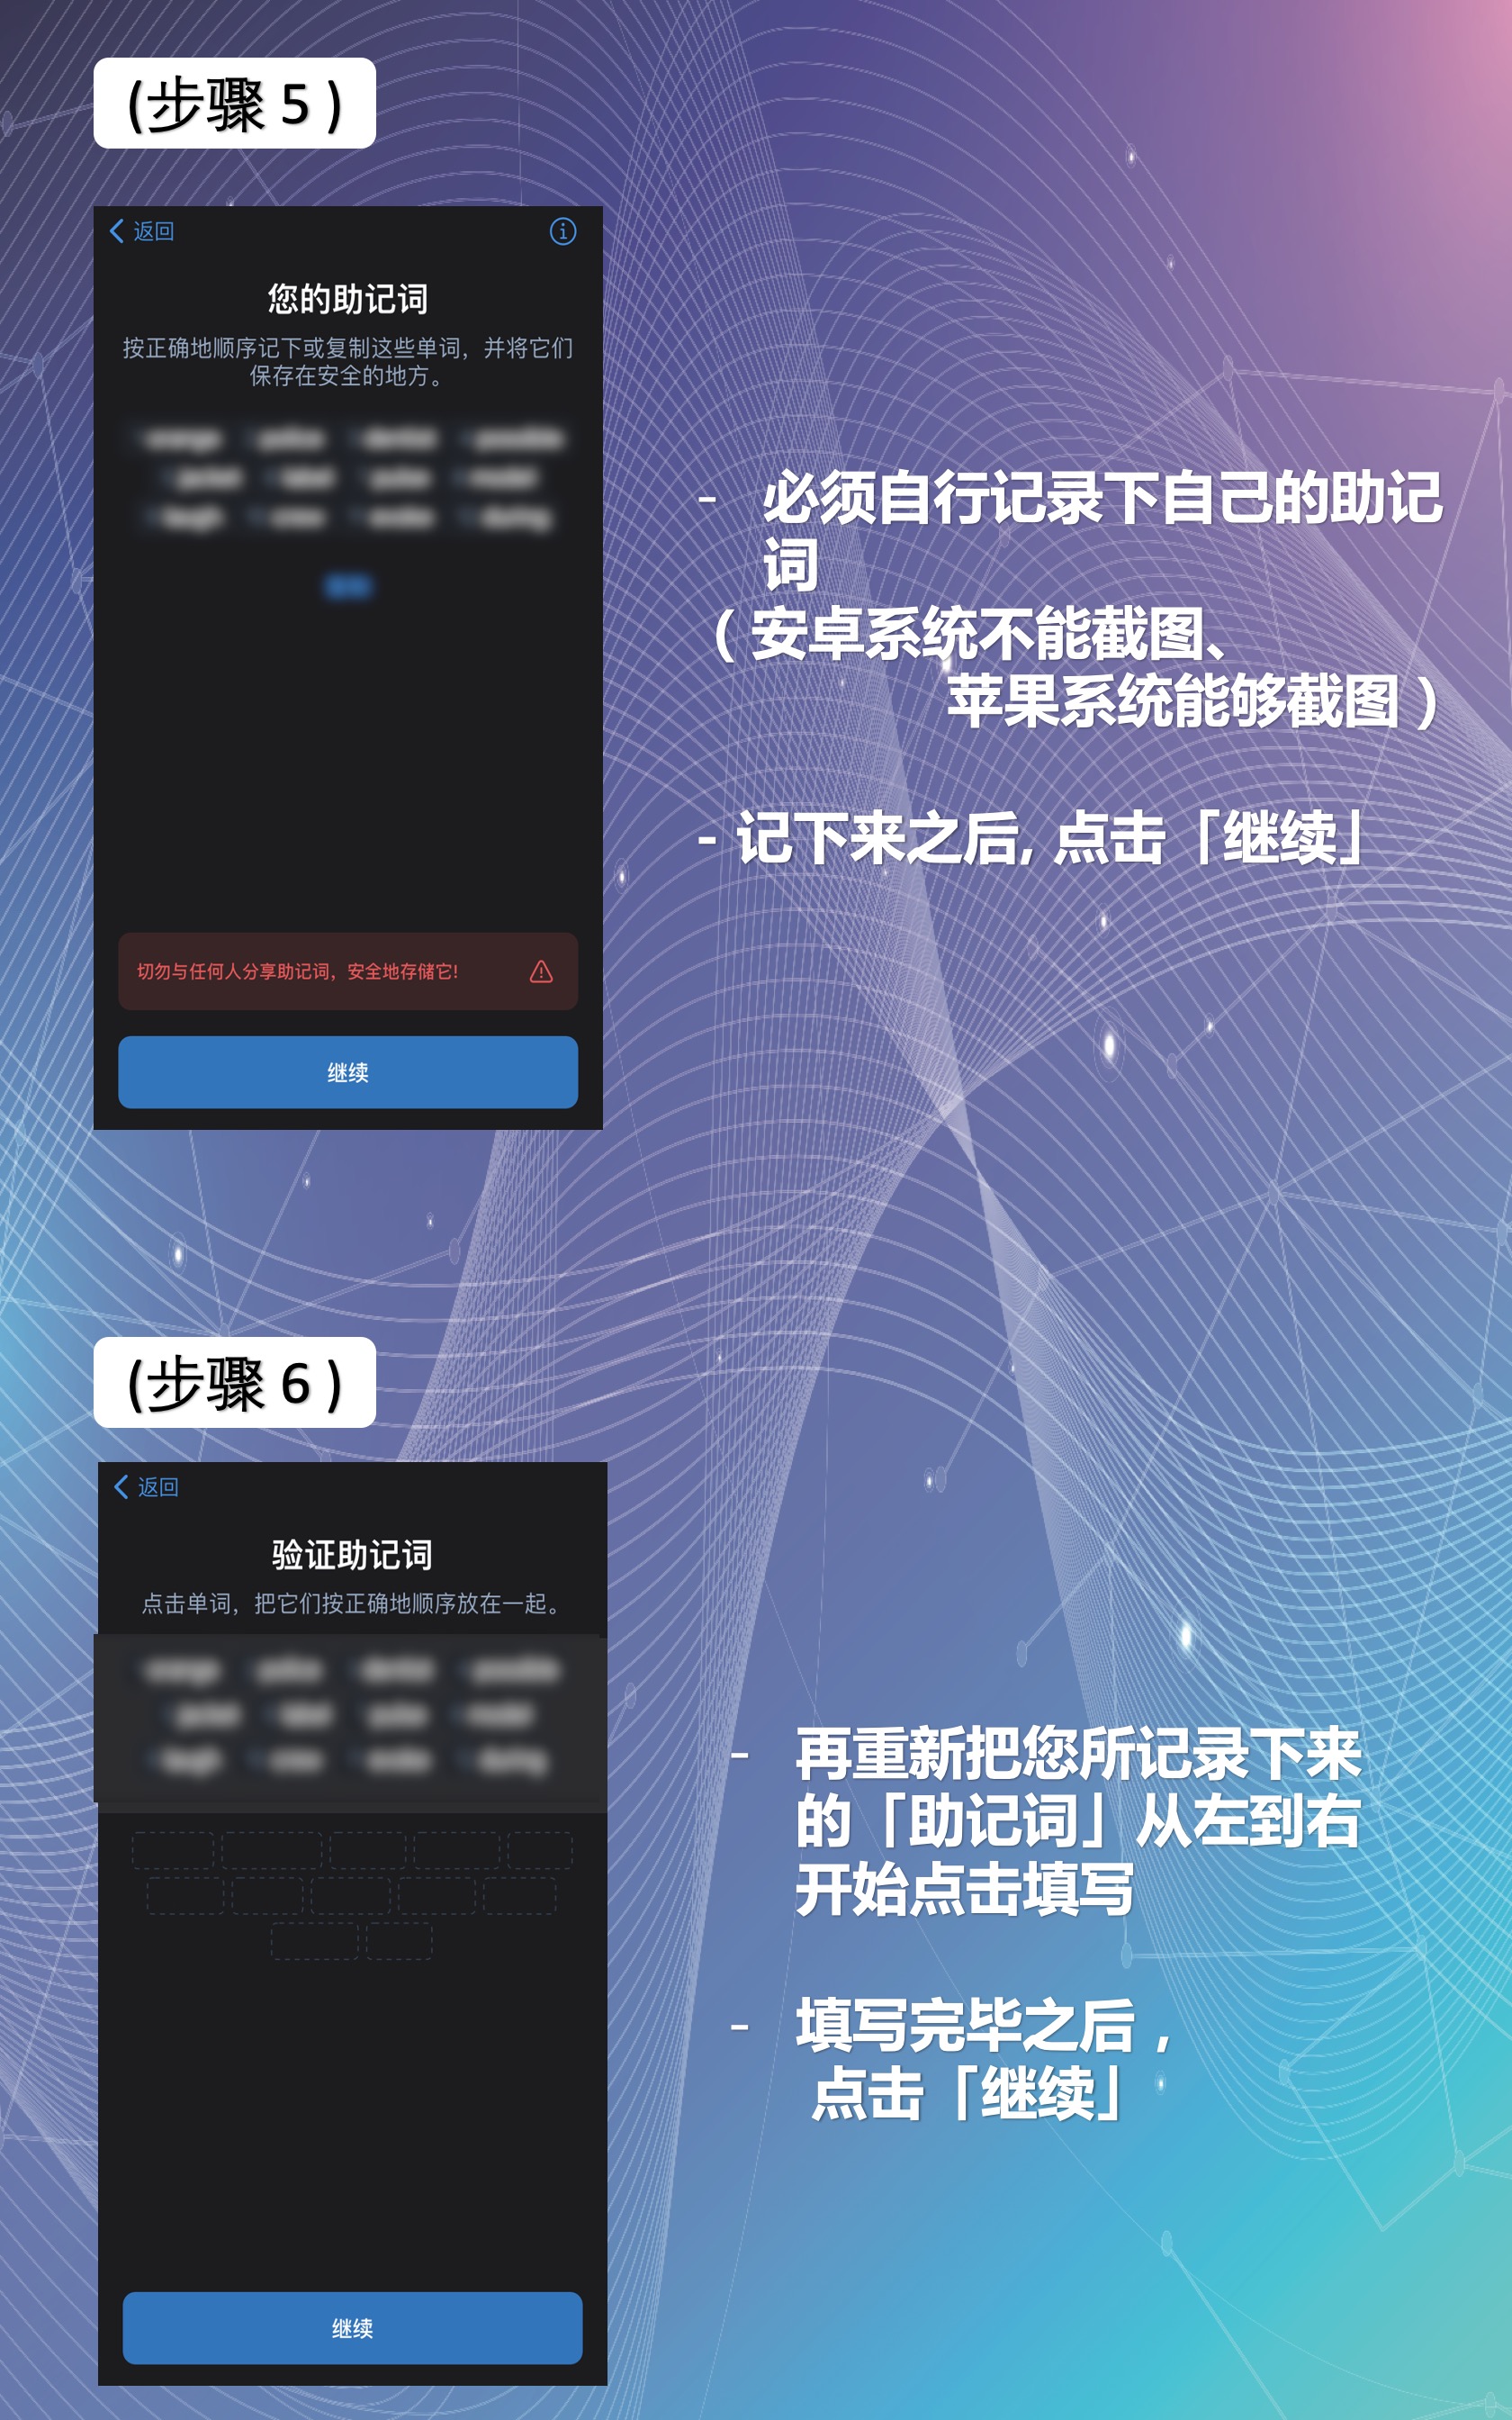 (步骤 5 )
返回
您的助记词
按正确地顺序记下或复制这些单词，并将它们
保存在安全的地方。
切勿与任何人分享助记词，安全地存储它!
继续
- 必须自行记录下自己的助记
词
( 安卓系统不能截图、
苹果系统能够截图 )
- 记下来之后, 点击「继续」
(步骤 6 )
返回
验证助记词
点击单词，把它们按正确地顺序放在一起。
继续
- 再重新把您所记录下来
的「助记词」从左到右
开始点击填写
- 填写完毕之后 ,
点击「继续」